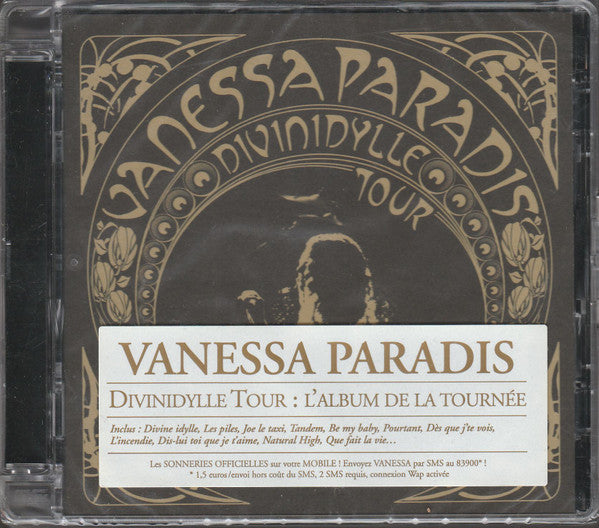 VANESSA PARADIS
DIVINIDYLLE
TOUR
VANESSA PARADIS
DIVINIDYLLE TOUR : L'ALBUM DE LA TOURNÉE
Inclus : Divine idylle, Les piles, Joe le taxi, Tandem, Be my baby, Pourtant, Dès que j'te vois,
L'incendie, Dis-lui toi que je t'aime, Natural High, Que fait la vie...
Les SONNERIES OFFICIELLES sur votre MOBILE ! Envoyez VANESSA par SMS au 83900* !
* 1,5 euros/envoi hors coût du SMS, 2 SMS requis, connexion Wap activée